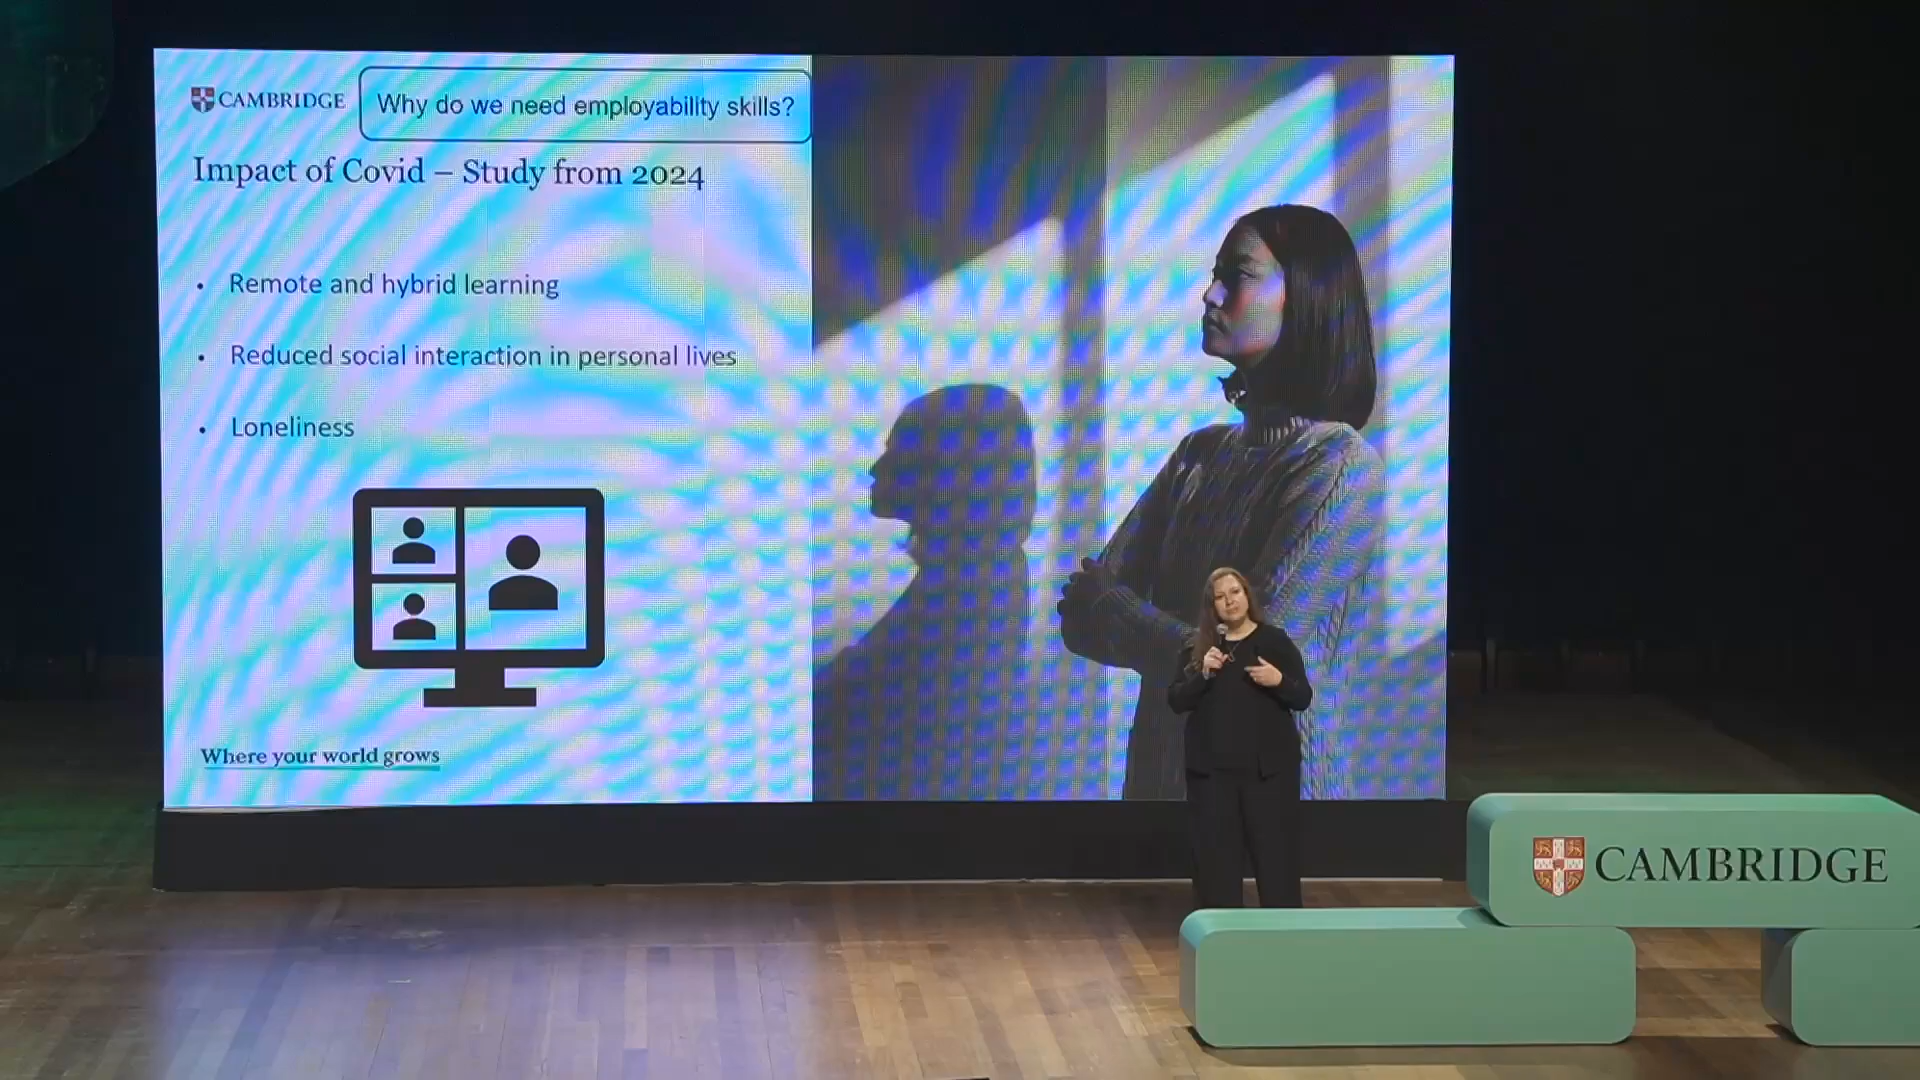 CAMBRIDGE
Why do we need employability skills?
Impact of Covid – Study from 2024
• Remote and hybrid learning
• Reduced social interaction in personal lives
• Loneliness
Where your world grows
CAMBRIDGE